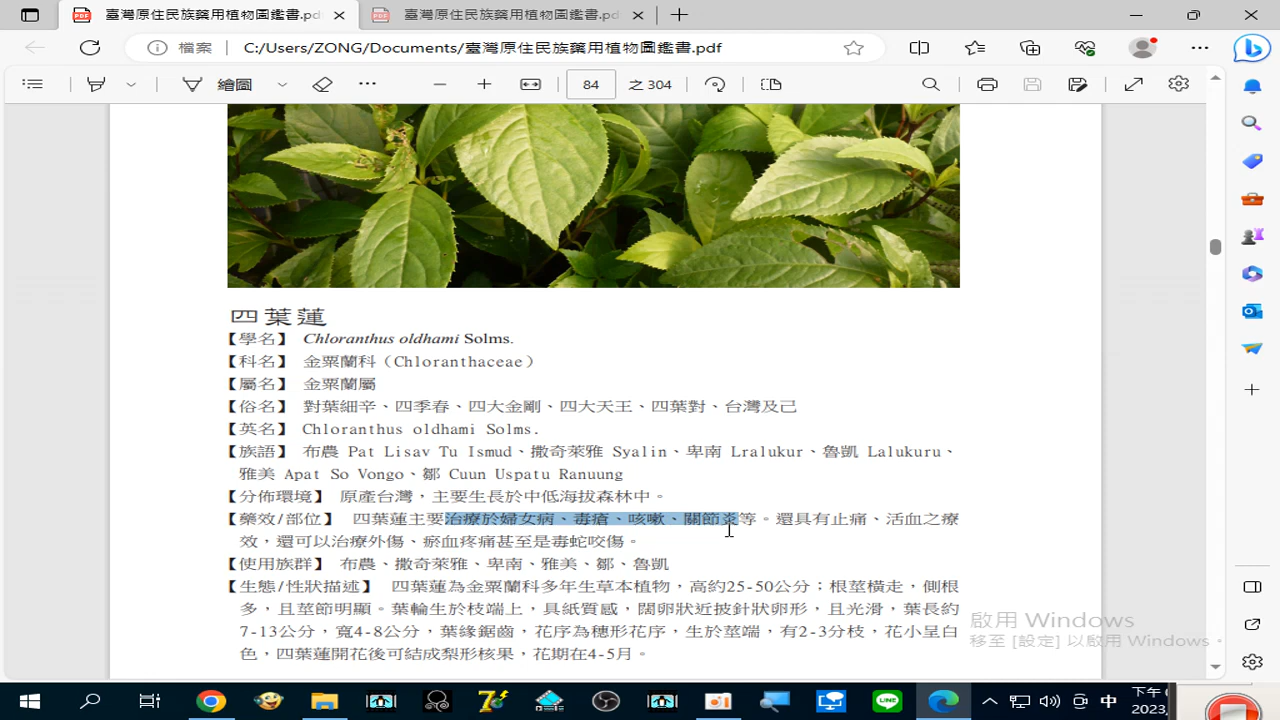 臺灣原住民族藥用植物圖鑑書.pdf
臺灣原住民族藥用植物圖鑑書.pdf
檔案 C:/Users/ZONG/Documents/臺灣原住民族藥用植物圖鑑書.pdf
繪圖 84 之 304
四葉蓮
【學名】 Chloranthus oldhami Solms.
【科名】 金粟蘭科（Chloranthaceae）
【屬名】 金粟蘭屬
【俗名】 對葉細辛、四季春、四大金剛、四大天王、四葉對、台灣及己
【英名】 Chloranthus oldhami Solms.
【族語】 布農 Pat Lisav Tu Ismud、撒奇萊雅 Syalin、卑南 Lralukur、魯凱 Lalukuru、
雅美 Apat So Vongo、鄒 Cuun Uspatu Ranuung
【分佈環境】 原產台灣，主要生長於中低海拔森林中。
【藥效/部位】 四葉蓮主要治療於婦女病、毒瘡、咳嗽、關節炎等。還具有止痛、活血之療
效，還可以治療外傷、瘀血疼痛甚至是毒蛇咬傷。
【使用族群】 布農、撒奇萊雅、卑南、雅美、鄒、魯凱
【生態/性狀描述】 四葉蓮為金粟蘭科多年生草本植物，高約25-50公分；根莖橫走，側根
多，且莖節明顯。葉輪生於枝端上，具紙質感，闊卵狀近披針狀卵形，且光滑，葉長約
7-13公分，寬4-8公分，葉緣鋸齒，花序為穗形花序，生於莖端，有2-3分枝，花小呈白
色，四葉蓮開花後可結成梨形核果，花期在4-5月。
啟用 Windows
移至 [設定] 以啟用 Windows。
LINE
中
下午
2023